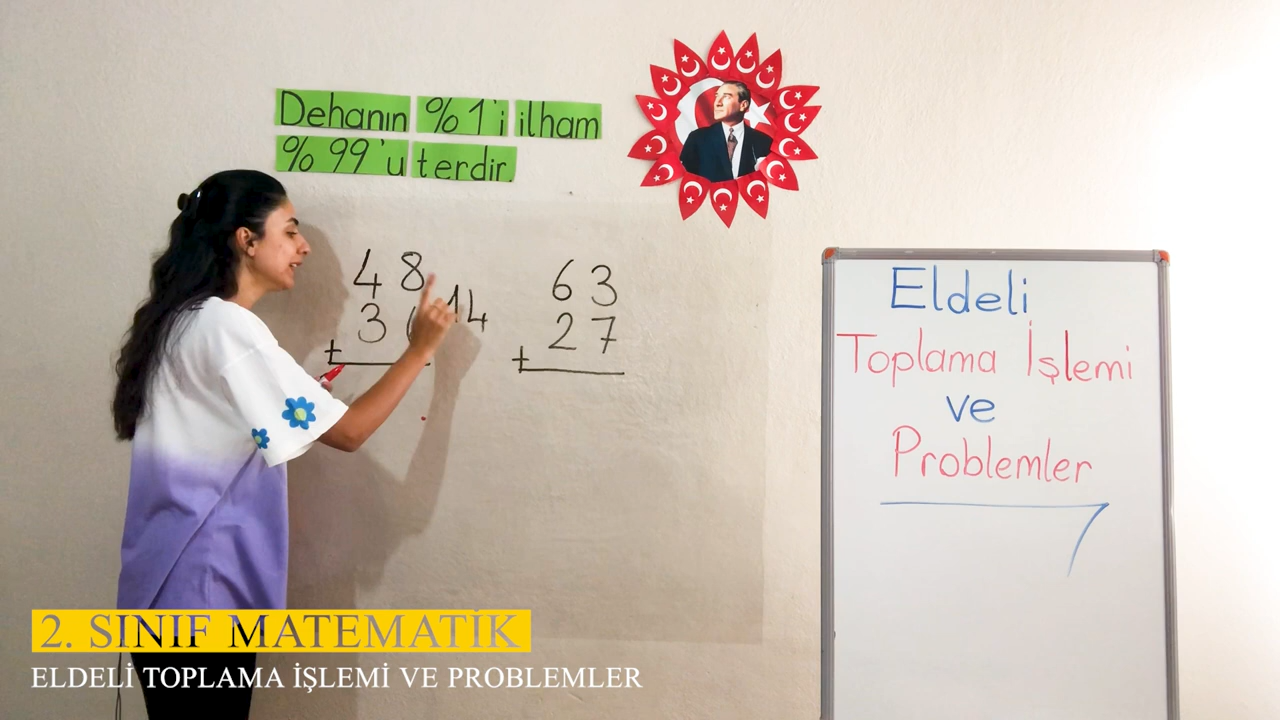 Dehanın %1'i ilham
%99'u terdir.
48
3
14
+
63
27
+
Eldeli
Toplama İşlemi
ve
Problemler
2. SINIF MATEMATİK
ELDELİ TOPLAMA İŞLEMİ VE PROBLEMLER